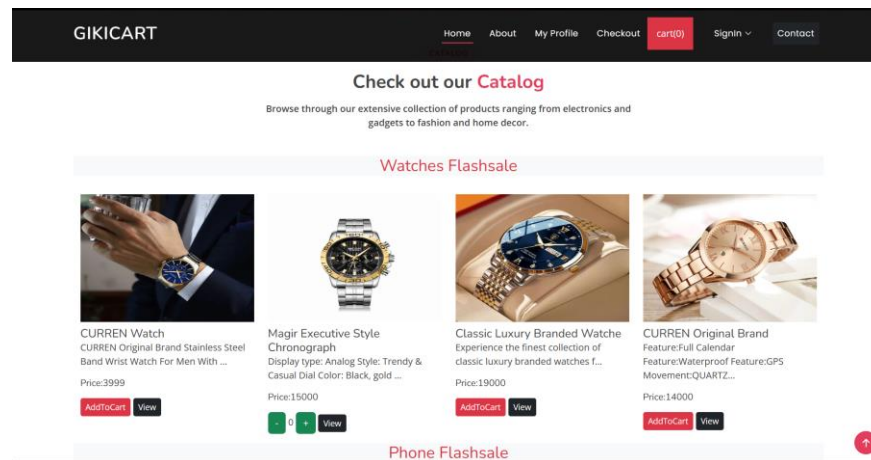 GIKICART
Home About My Profile Checkout cart(0) SignIn Contact
Check out our Catalog
Browse through our extensive collection of products ranging from electronics and
gadgets to fashion and home decor.
Watches Flashsale
CURREN Watch
CURREN Original Brand Stainless Steel
Band Wrist Watch For Men With ...
Price:3999
AddToCart View
Magir Executive Style
Chronograph
Display type: Analog Style: Trendy &
Casual Dial Color: Black, gold ...
Price:15000
- 0 + View
Classic Luxury Branded Watche
Experience the finest collection of
classic luxury branded watches f...
Price:19000
AddToCart View
CURREN Original Brand
Feature:Full Calendar
Feature:Waterproof Feature:GPS
Movement:QUARTZ...
Price:14000
AddToCart View
Phone Flashsale